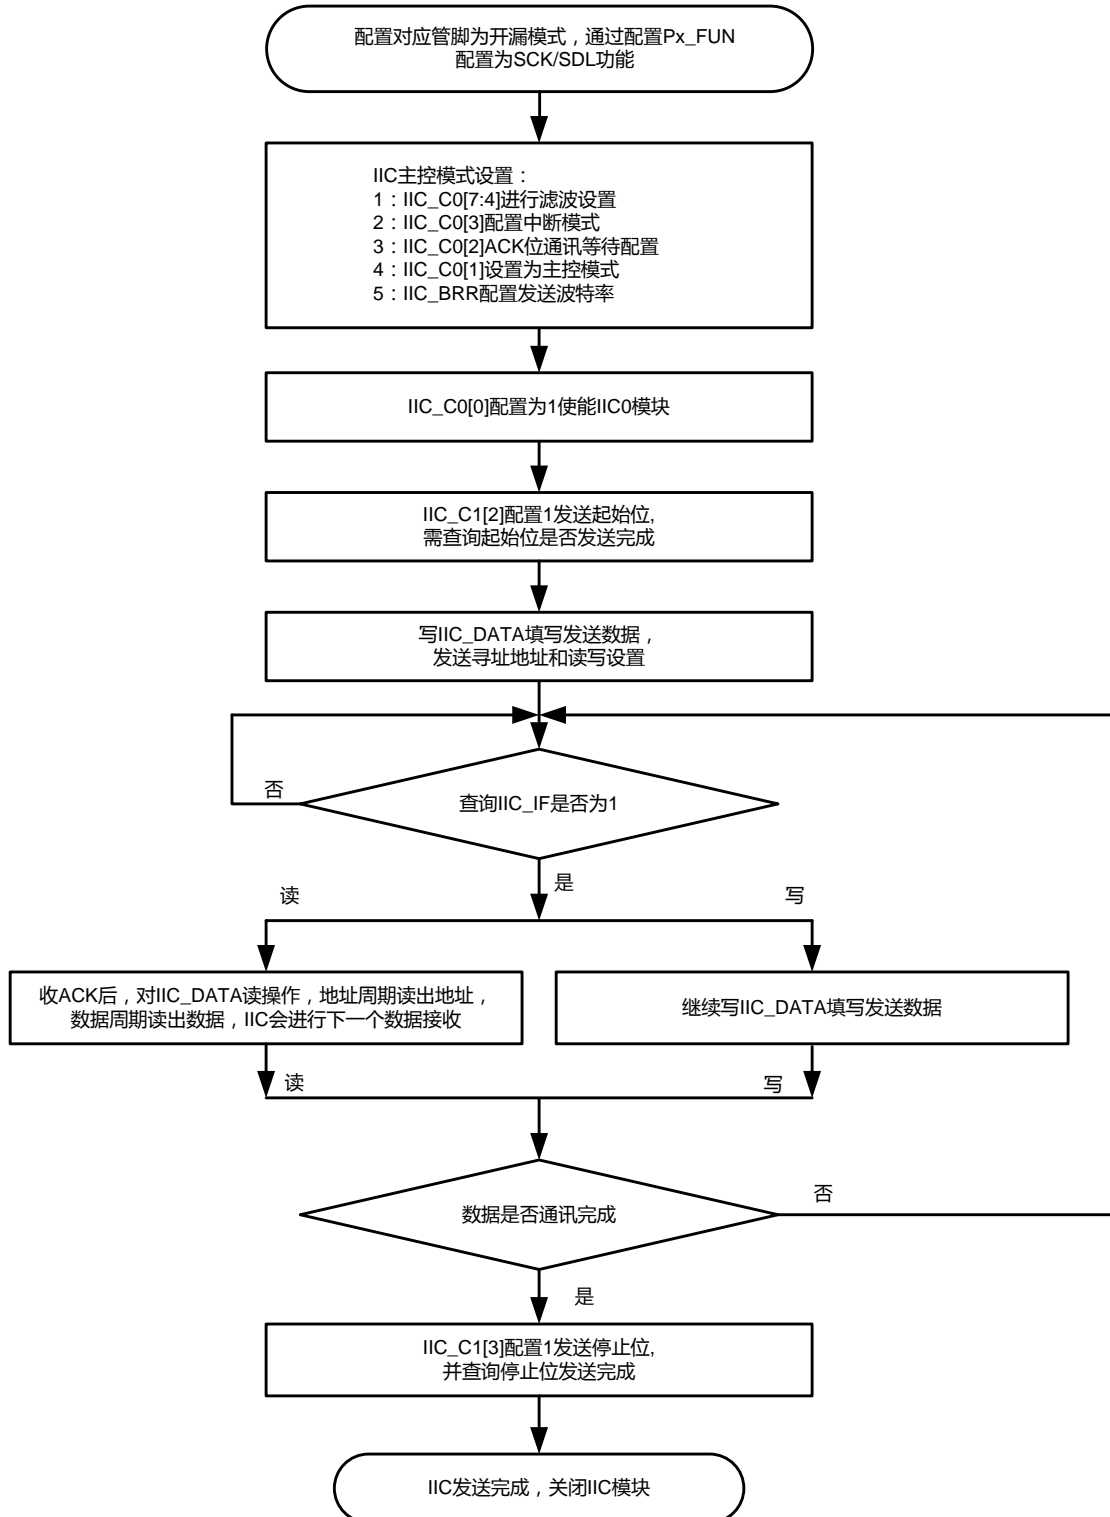 配置对应管脚为开漏模式，通过配置Px_FUN
配置为SCK/SDL功能
IIC主控模式设置：
1：IIC_C0[7:4]进行滤波设置
2：IIC_C0[3]配置中断模式
3：IIC_C0[2]ACK位通讯等待配置
4：IIC_C0[1]设置为主控模式
5：IIC_BRR配置发送波特率
IIC_C0[0]配置为1使能IIC0模块
IIC_C1[2]配置1发送起始位,
需查询起始位是否发送完成
写IIC_DATA填写发送数据，
发送寻址地址和读写设置
否
查询IIC_IF是否为1
是
读
写
收ACK后，对IIC_DATA读操作，地址周期读出地址，
数据周期读出数据，IIC会进行下一个数据接收
继续写IIC_DATA填写发送数据
读
写
数据是否通讯完成
否
是
IIC_C1[3]配置1发送停止位,
并查询停止位发送完成
IIC发送完成，关闭IIC模块